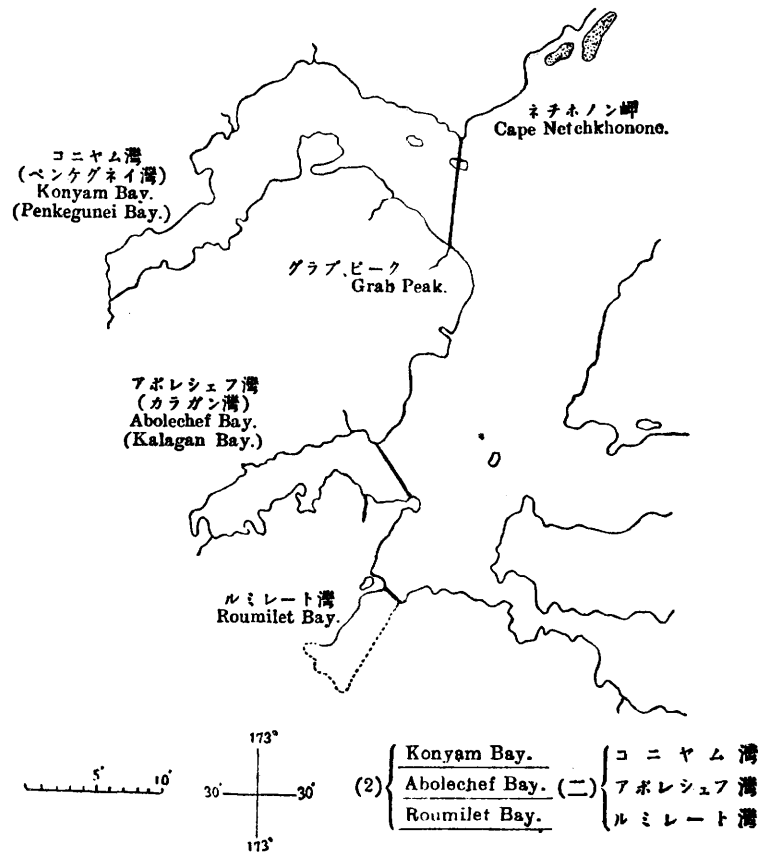 ネチホノン岬
Cape Netchkhonono.
コニヤム灣
(ペンケグネイ灣)
Konyam Bay.
(Penkegunei Bay.)
グラブ、ピーク
Grab Peak.
アボレシェフ灣
(カラガン灣)
Abolechef Bay.
(Kalagan Bay.)
ルミレート灣
Roumilet Bay.
5' 10'
173°
30' 30'
173°
(2) Konyam Bay. (二) コニヤム灣
Abolechef Bay. アボレシェフ灣
Roumilet Bay. ルミレート灣